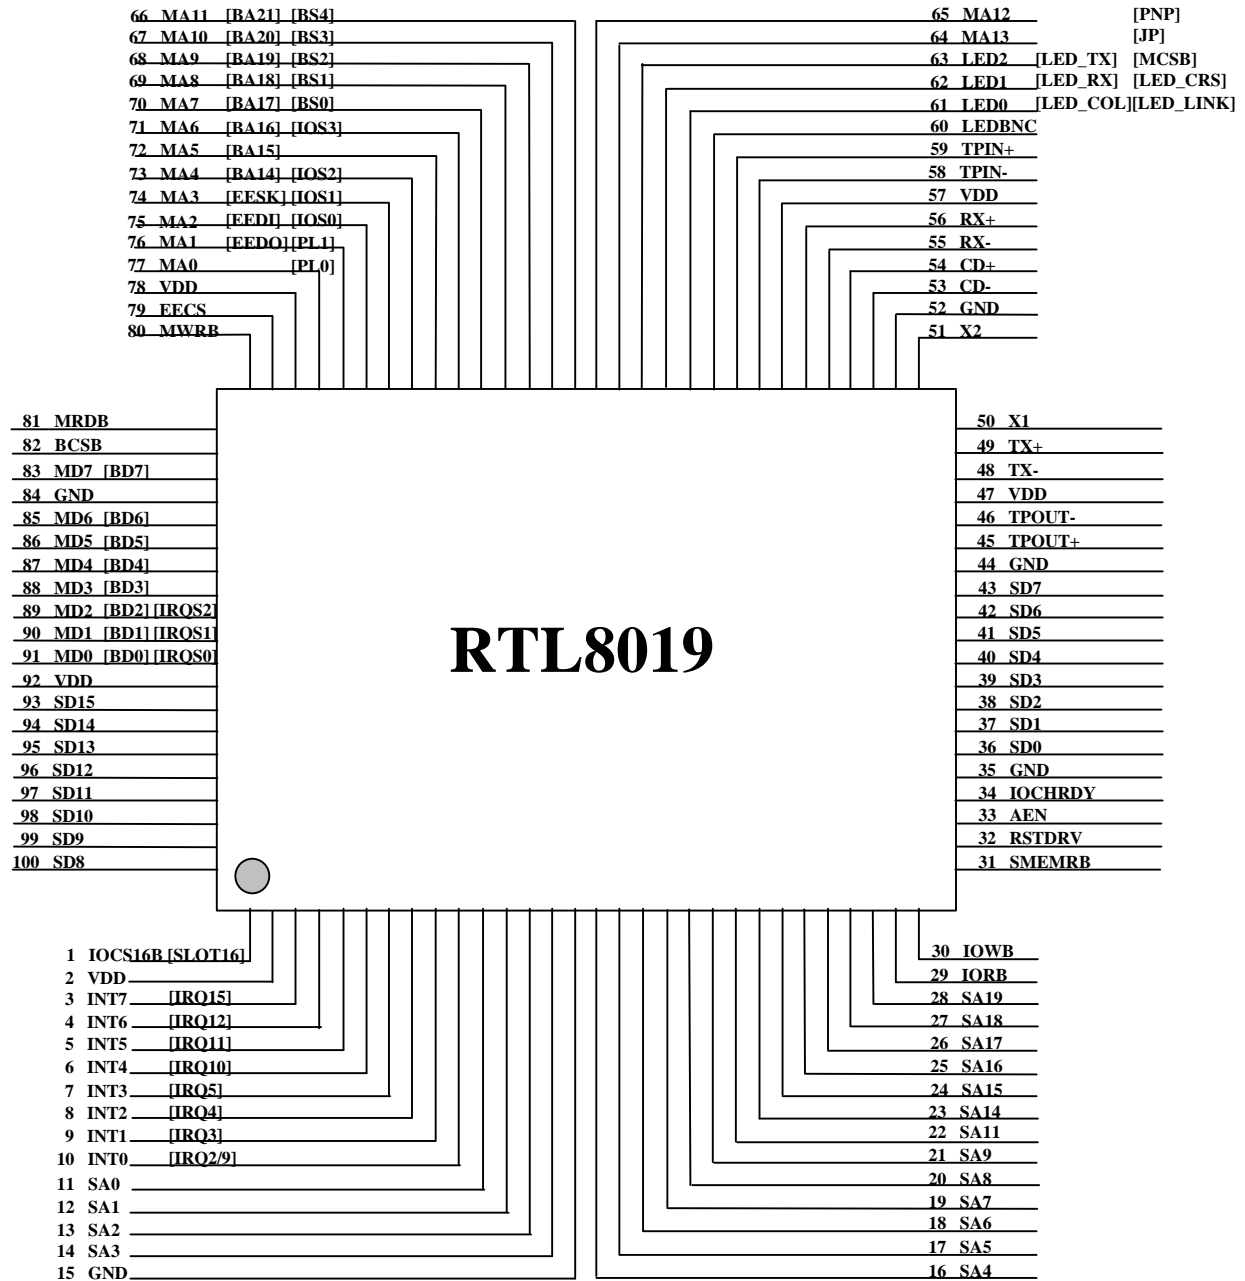 66 MA11 [BA21] [BS4]
67 MA10 [BA20] [BS3]
68 MA9 [BA19] [BS2]
69 MA8 [BA18] [BS1]
70 MA7 [BA17] [BS0]
71 MA6 [BA16] [IOS3]
72 MA5 [BA15]
73 MA4 [BA14] [IOS2]
74 MA3 [EESK] [IOS1]
75 MA2 [EEDI] [IOS0]
76 MA1 [EEDO] [PL1]
77 MA0 [PL0]
78 VDD
79 EECS
80 MWRB
65 MA12 [PNP]
64 MA13 [JP]
63 LED2 [LED_TX] [MCSB]
62 LED1 [LED_RX] [LED_CRS]
61 LED0 [LED_COL][LED_LINK]
60 LEDBNC
59 TPIN+
58 TPIN-
57 VDD
56 RX+
55 RX-
54 CD+
53 CD-
52 GND
51 X2
81 MRDB
82 BCSB
83 MD7 [BD7]
84 GND
85 MD6 [BD6]
86 MD5 [BD5]
87 MD4 [BD4]
88 MD3 [BD3]
89 MD2 [BD2] [IRQS2]
90 MD1 [BD1] [IRQS1]
91 MD0 [BD0] [IRQS0]
92 VDD
93 SD15
94 SD14
95 SD13
96 SD12
97 SD11
98 SD10
99 SD9
100 SD8
RTL8019
50 X1
49 TX+
48 TX-
47 VDD
46 TPOUT-
45 TPOUT+
44 GND
43 SD7
42 SD6
41 SD5
40 SD4
39 SD3
38 SD2
37 SD1
36 SD0
35 GND
34 IOCHRDY
33 AEN
32 RSTDRV
31 SMEMRB
1 IOCS16B [SLOT16]
2 VDD
3 INT7 [IRQ15]
4 INT6 [IRQ12]
5 INT5 [IRQ11]
6 INT4 [IRQ10]
7 INT3 [IRQ5]
8 INT2 [IRQ4]
9 INT1 [IRQ3]
10 INT0 [IRQ2/9]
11 SA0
12 SA1
13 SA2
14 SA3
15 GND
30 IOWB
29 IORB
28 SA19
27 SA18
26 SA17
25 SA16
24 SA15
23 SA14
22 SA11
21 SA9
20 SA8
19 SA7
18 SA6
17 SA5
16 SA4